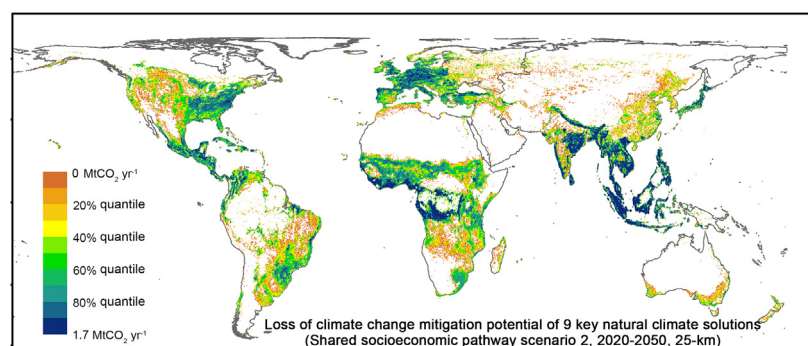 0 MtCO₂ yr⁻¹
20% quantile
40% quantile
60% quantile
80% quantile
1.7 MtCO₂ yr⁻¹
Loss of climate change mitigation potential of 9 key natural climate solutions
(Shared socioeconomic pathway scenario 2, 2020-2050, 25-km)